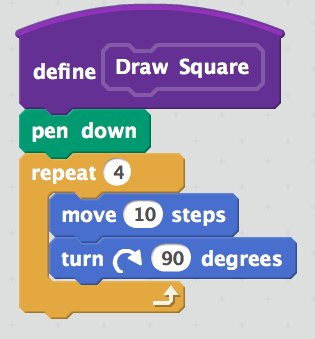 define Draw Square
pen down
repeat 4
move 10 steps
turn 90 degrees